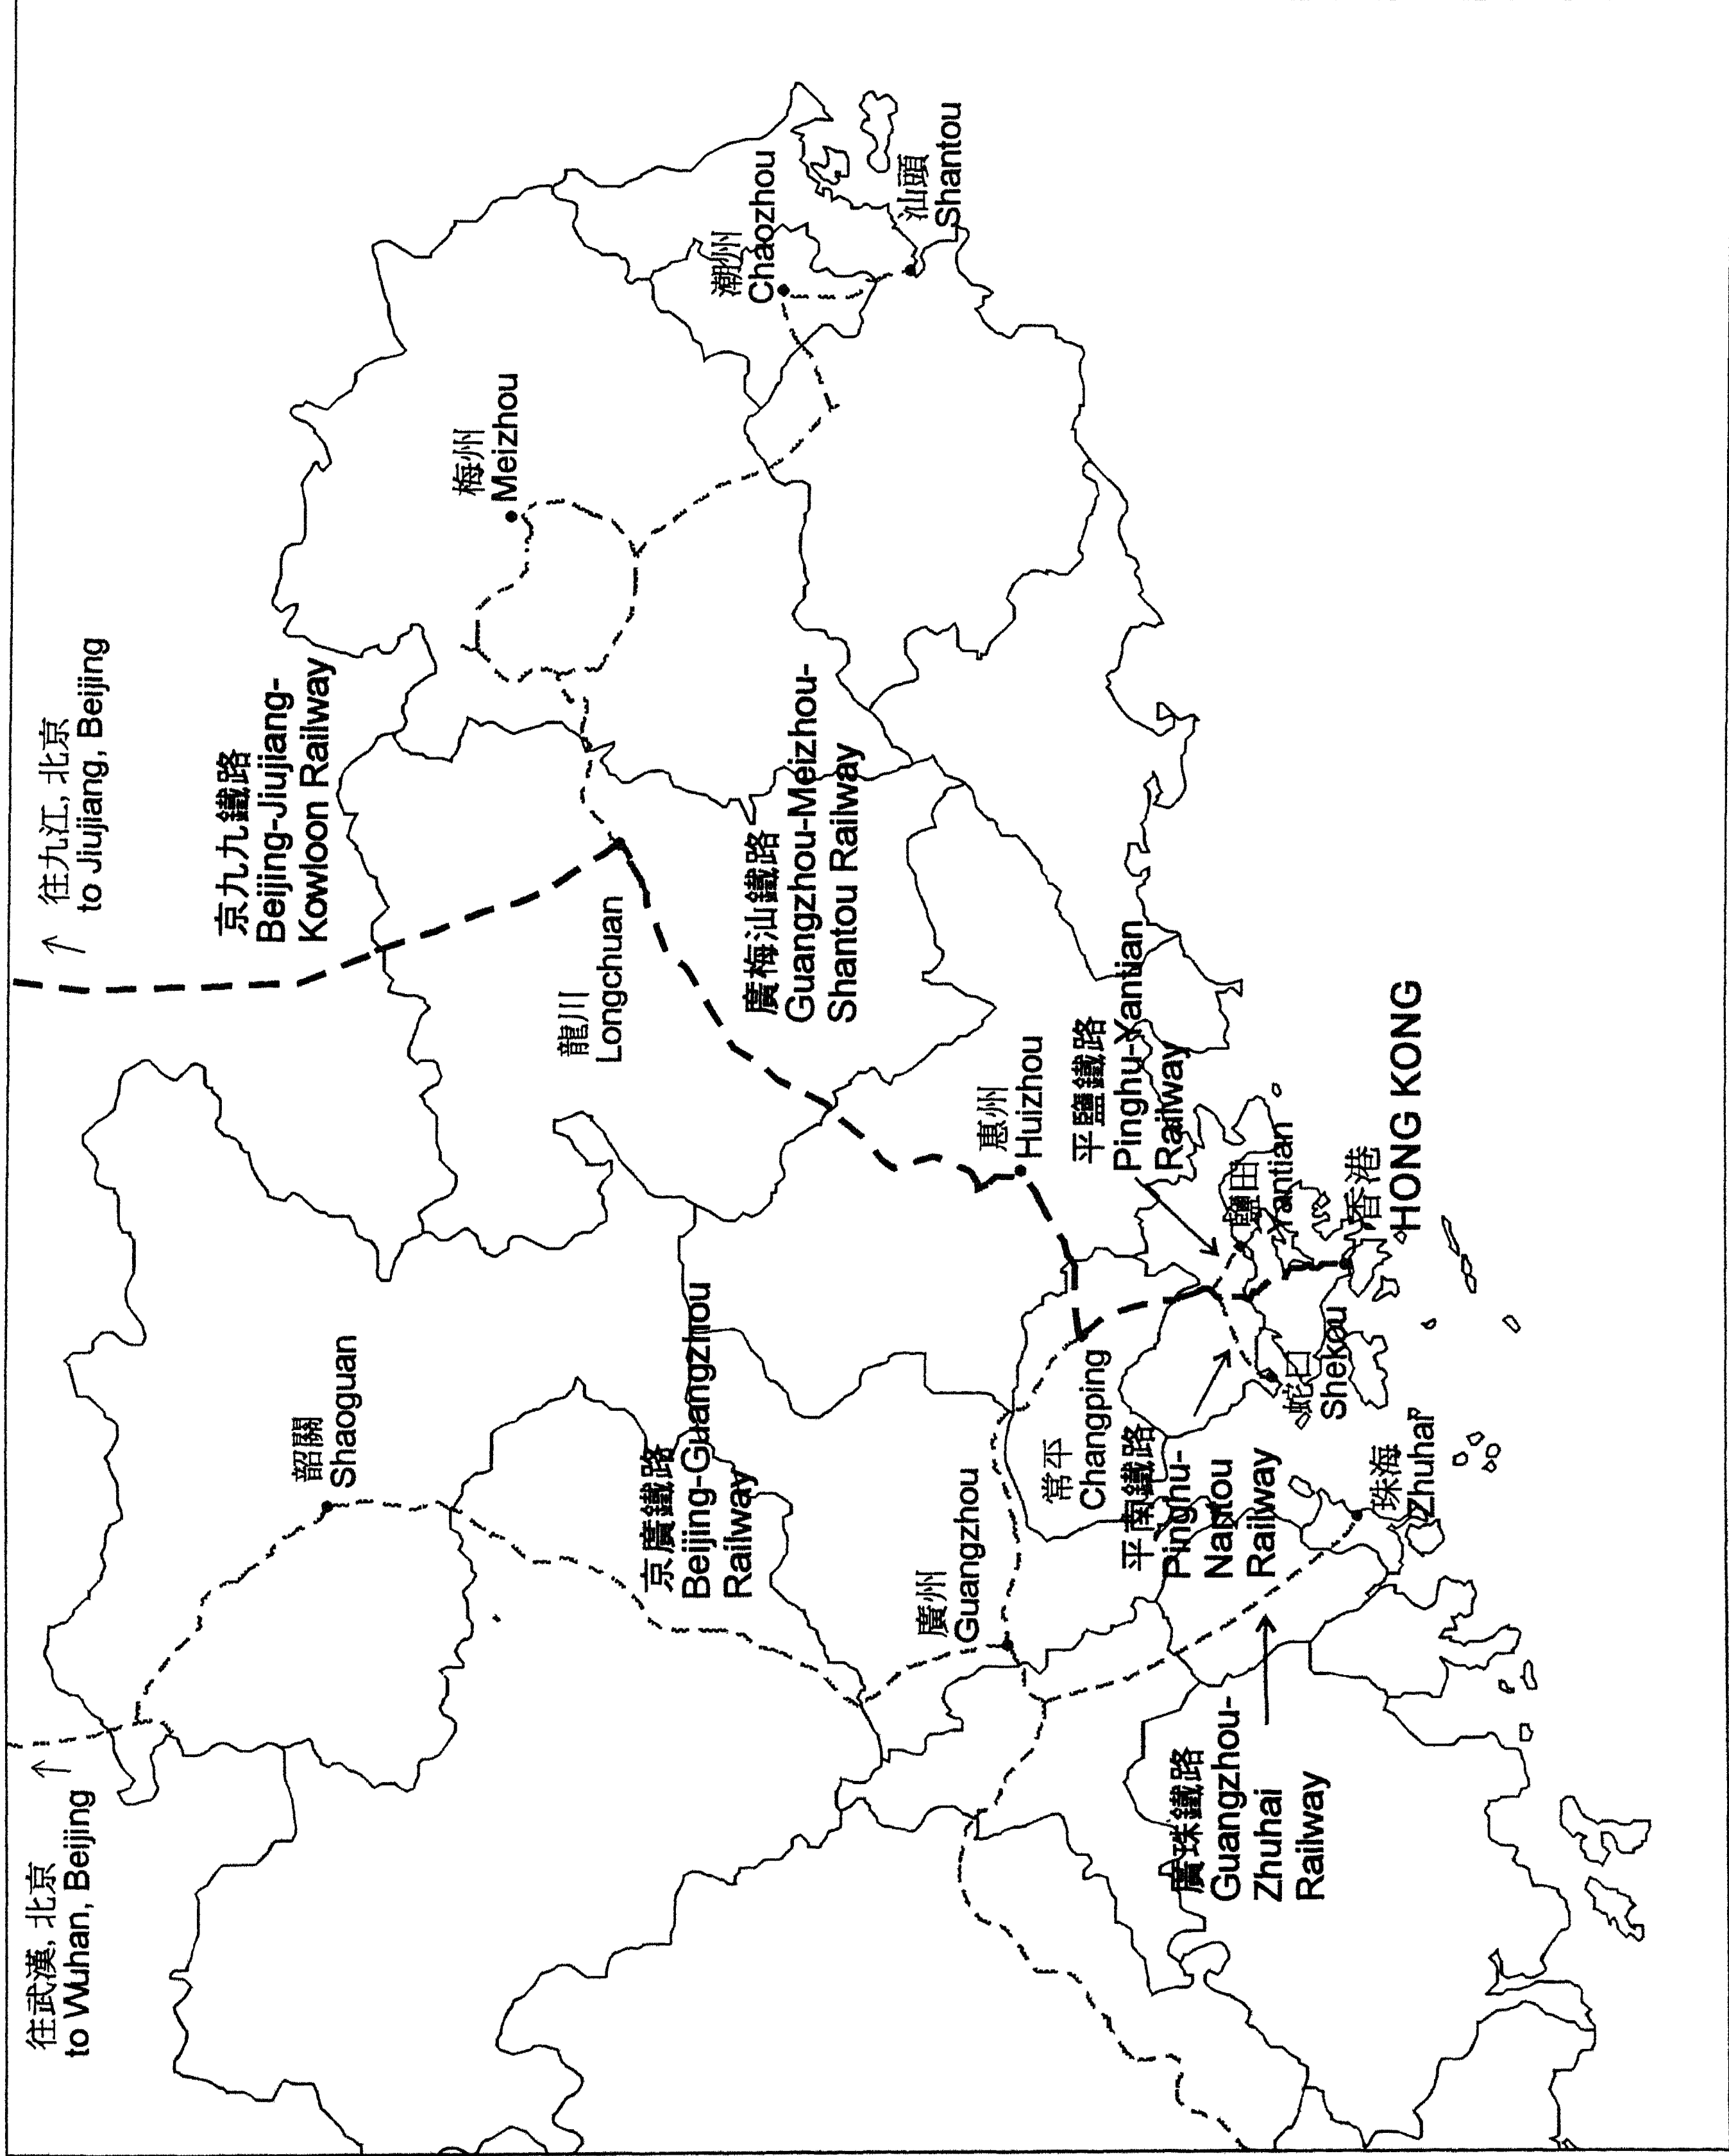 往武漢, 北京
to Wuhan, Beijing
往九江, 北京
to Jiujiang, Beijing
京九九鐵路
Beijing-Jiujiang-
Kowloon Railway
韶關
Shaoguan
梅州
Meizhou
龍川
Longchuan
潮州
Chaozhou
汕頭
Shantou
京廣鐵路
Beijing-Guangzhou
Railway
廣梅汕鐵路
Guangzhou-Meizhou-
Shantou Railway
廣州
Guangzhou
惠州
Huizhou
常平
Changping
平鹽鐵路
Pinghu-Yantian
Railway
平南鐵路
Pinghu-
Nantou
Railway
鹽田
Yantian
蛇口
Shekou
香港
HONG KONG
珠海
Zhuhai
廣珠鐵路
Guangzhou-
Zhuhai
Railway